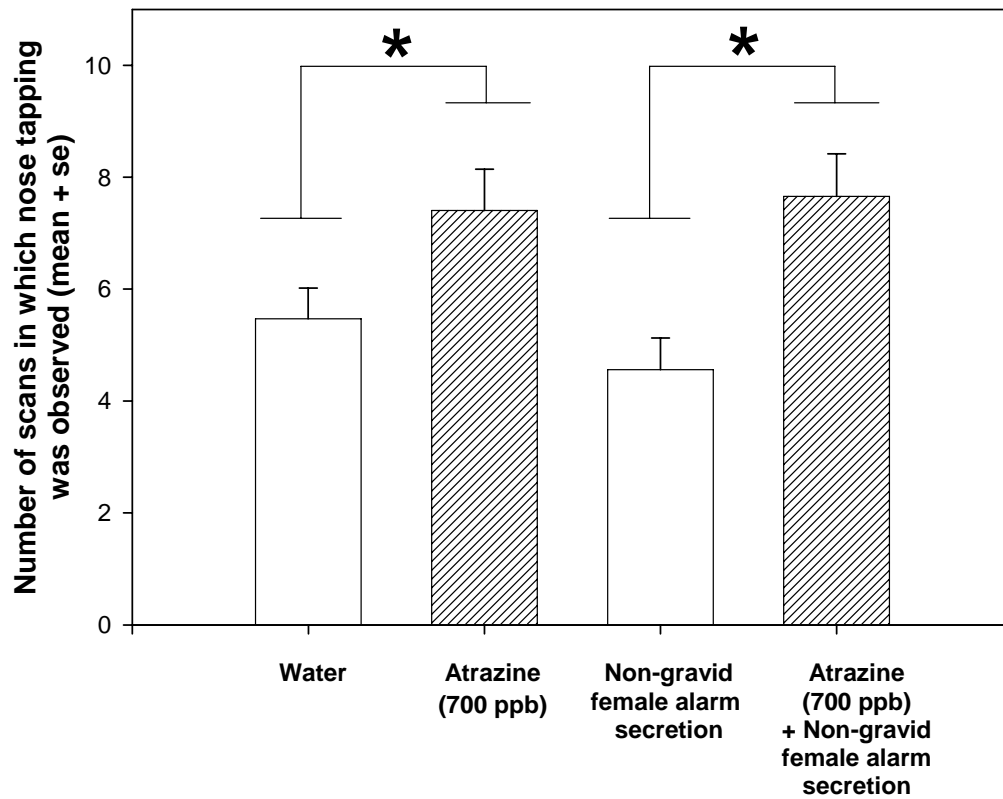 Number of scans in which nose tapping
was observed (mean + se)
10
8
6
4
2
0
*
*
Water
Atrazine
(700 ppb)
Non-gravid
female alarm
secretion
Atrazine
(700 ppb)
+ Non-gravid
female alarm
secretion